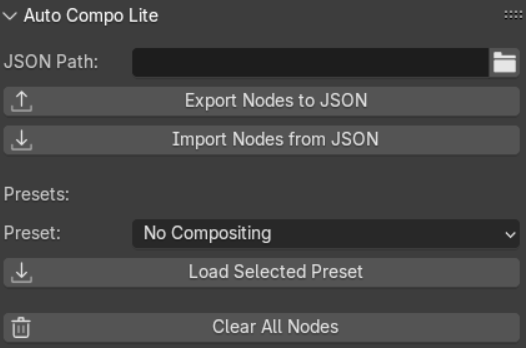 Auto Compo Lite
JSON Path:
Export Nodes to JSON
Import Nodes from JSON
Presets:
Preset: No Compositing
Load Selected Preset
Clear All Nodes